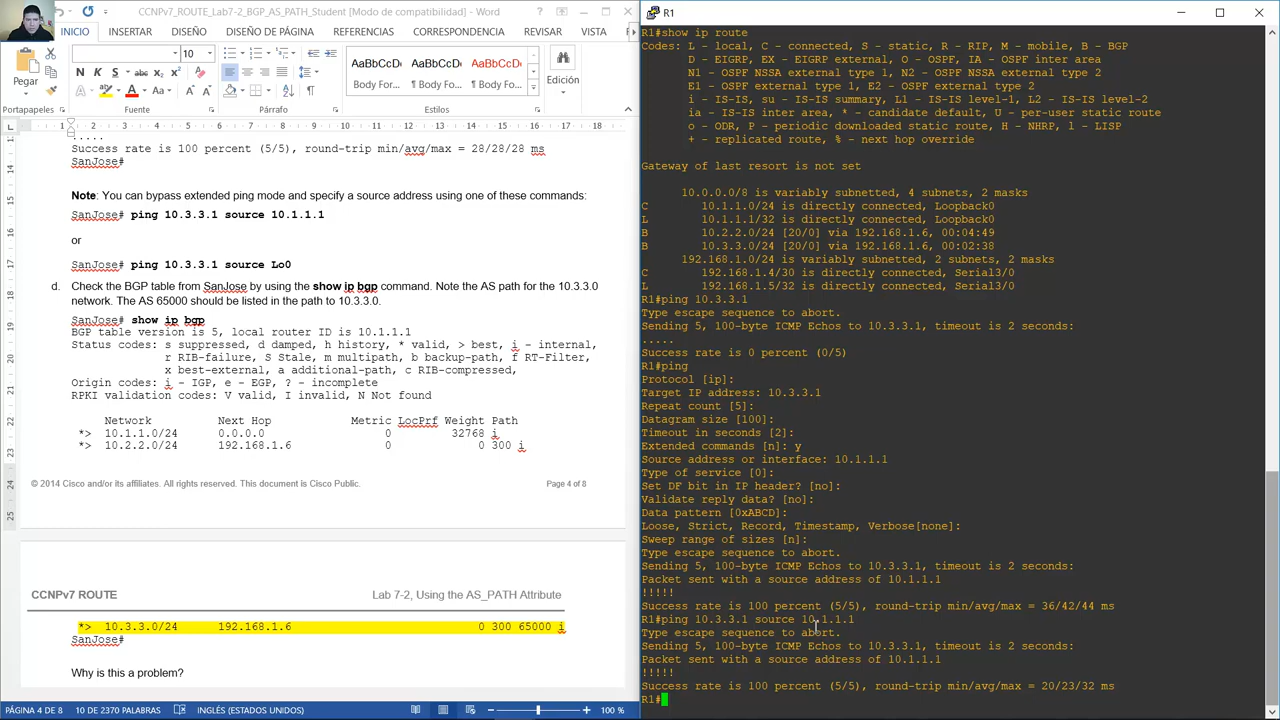 CCNPv7_ROUTE_Lab7-2_BGP_AS_PATH_Student [Modo de compatibilidad] - Word
INICIO INSERTAR DISEÑO DISEÑO DE PÁGINA REFERENCIAS CORRESPONDENCIA REVISAR VISTA
10
Pegar
N K S abc x₂ x²
A ab A Aa A A
AaBbCcDc AaBbCcDc AaBbCcDc
Body For... ¶ Body For... ¶ Body For...
Edición
Portapapeles Fuente Párrafo Estilos
1 2 3 4 5 6 7 8 9 10 11 12 13 14 15 16 17 18
Success rate is 100 percent (5/5), round-trip min/avg/max = 28/28/28 ms
SanJose#
Note: You can bypass extended ping mode and specify a source address using one of these commands:
SanJose# ping 10.3.3.1 source 10.1.1.1
or
SanJose# ping 10.3.3.1 source Lo0
d. Check the BGP table from SanJose by using the show ip bgp command. Note the AS path for the 10.3.3.0
network. The AS 65000 should be listed in the path to 10.3.3.0.
SanJose# show ip bgp
BGP table version is 5, local router ID is 10.1.1.1
Status codes: s suppressed, d damped, h history, * valid, > best, i - internal,
r RIB-failure, S Stale, m multipath, b backup-path, f RT-Filter,
x best-external, a additional-path, c RIB-compressed,
Origin codes: i - IGP, e - EGP, ? - incomplete
RPKI validation codes: V valid, I invalid, N Not found
Network Next Hop Metric LocPrf Weight Path
*> 10.1.1.0/24 0.0.0.0 0 32768 i
*> 10.2.2.0/24 192.168.1.6 0 0 300 i
© 2014 Cisco and/or its affiliates. All rights reserved. This document is Cisco Public. Page 4 of 8
CCNPv7 ROUTE Lab 7-2, Using the AS_PATH Attribute
*> 10.3.3.0/24 192.168.1.6 0 300 65000 i
SanJose#
Why is this a problem?
PÁGINA 4 DE 8 10 DE 2370 PALABRAS INGLÉS (ESTADOS UNIDOS) 100 %
R1
R1#show ip route
Codes: L - local, C - connected, S - static, R - RIP, M - mobile, B - BGP
D - EIGRP, EX - EIGRP external, O - OSPF, IA - OSPF inter area
N1 - OSPF NSSA external type 1, N2 - OSPF NSSA external type 2
E1 - OSPF external type 1, E2 - OSPF external type 2
i - IS-IS, su - IS-IS summary, L1 - IS-IS level-1, L2 - IS-IS level-2
ia - IS-IS inter area, * - candidate default, U - per-user static route
o - ODR, P - periodic downloaded static route, H - NHRP, l - LISP
+ - replicated route, % - next hop override
Gateway of last resort is not set
10.0.0.0/8 is variably subnetted, 4 subnets, 2 masks
C 10.1.1.0/24 is directly connected, Loopback0
L 10.1.1.1/32 is directly connected, Loopback0
B 10.2.2.0/24 [20/0] via 192.168.1.6, 00:04:49
B 10.3.3.0/24 [20/0] via 192.168.1.6, 00:02:38
192.168.1.0/24 is variably subnetted, 2 subnets, 2 masks
C 192.168.1.4/30 is directly connected, Serial3/0
L 192.168.1.5/32 is directly connected, Serial3/0
R1#ping 10.3.3.1
Type escape sequence to abort.
Sending 5, 100-byte ICMP Echos to 10.3.3.1, timeout is 2 seconds:
.....
Success rate is 0 percent (0/5)
R1#ping
Protocol [ip]:
Target IP address: 10.3.3.1
Repeat count [5]:
Datagram size [100]:
Timeout in seconds [2]:
Extended commands [n]: y
Source address or interface: 10.1.1.1
Type of service [0]:
Set DF bit in IP header? [no]:
Validate reply data? [no]:
Data pattern [0xABCD]:
Loose, Strict, Record, Timestamp, Verbose[none]:
Sweep range of sizes [n]:
Type escape sequence to abort.
Sending 5, 100-byte ICMP Echos to 10.3.3.1, timeout is 2 seconds:
Packet sent with a source address of 10.1.1.1
!!!!!
Success rate is 100 percent (5/5), round-trip min/avg/max = 36/42/44 ms
R1#ping 10.3.3.1 source 10.1.1.1
Type escape sequence to abort.
Sending 5, 100-byte ICMP Echos to 10.3.3.1, timeout is 2 seconds:
Packet sent with a source address of 10.1.1.1
!!!!!
Success rate is 100 percent (5/5), round-trip min/avg/max = 20/23/32 ms
R1#